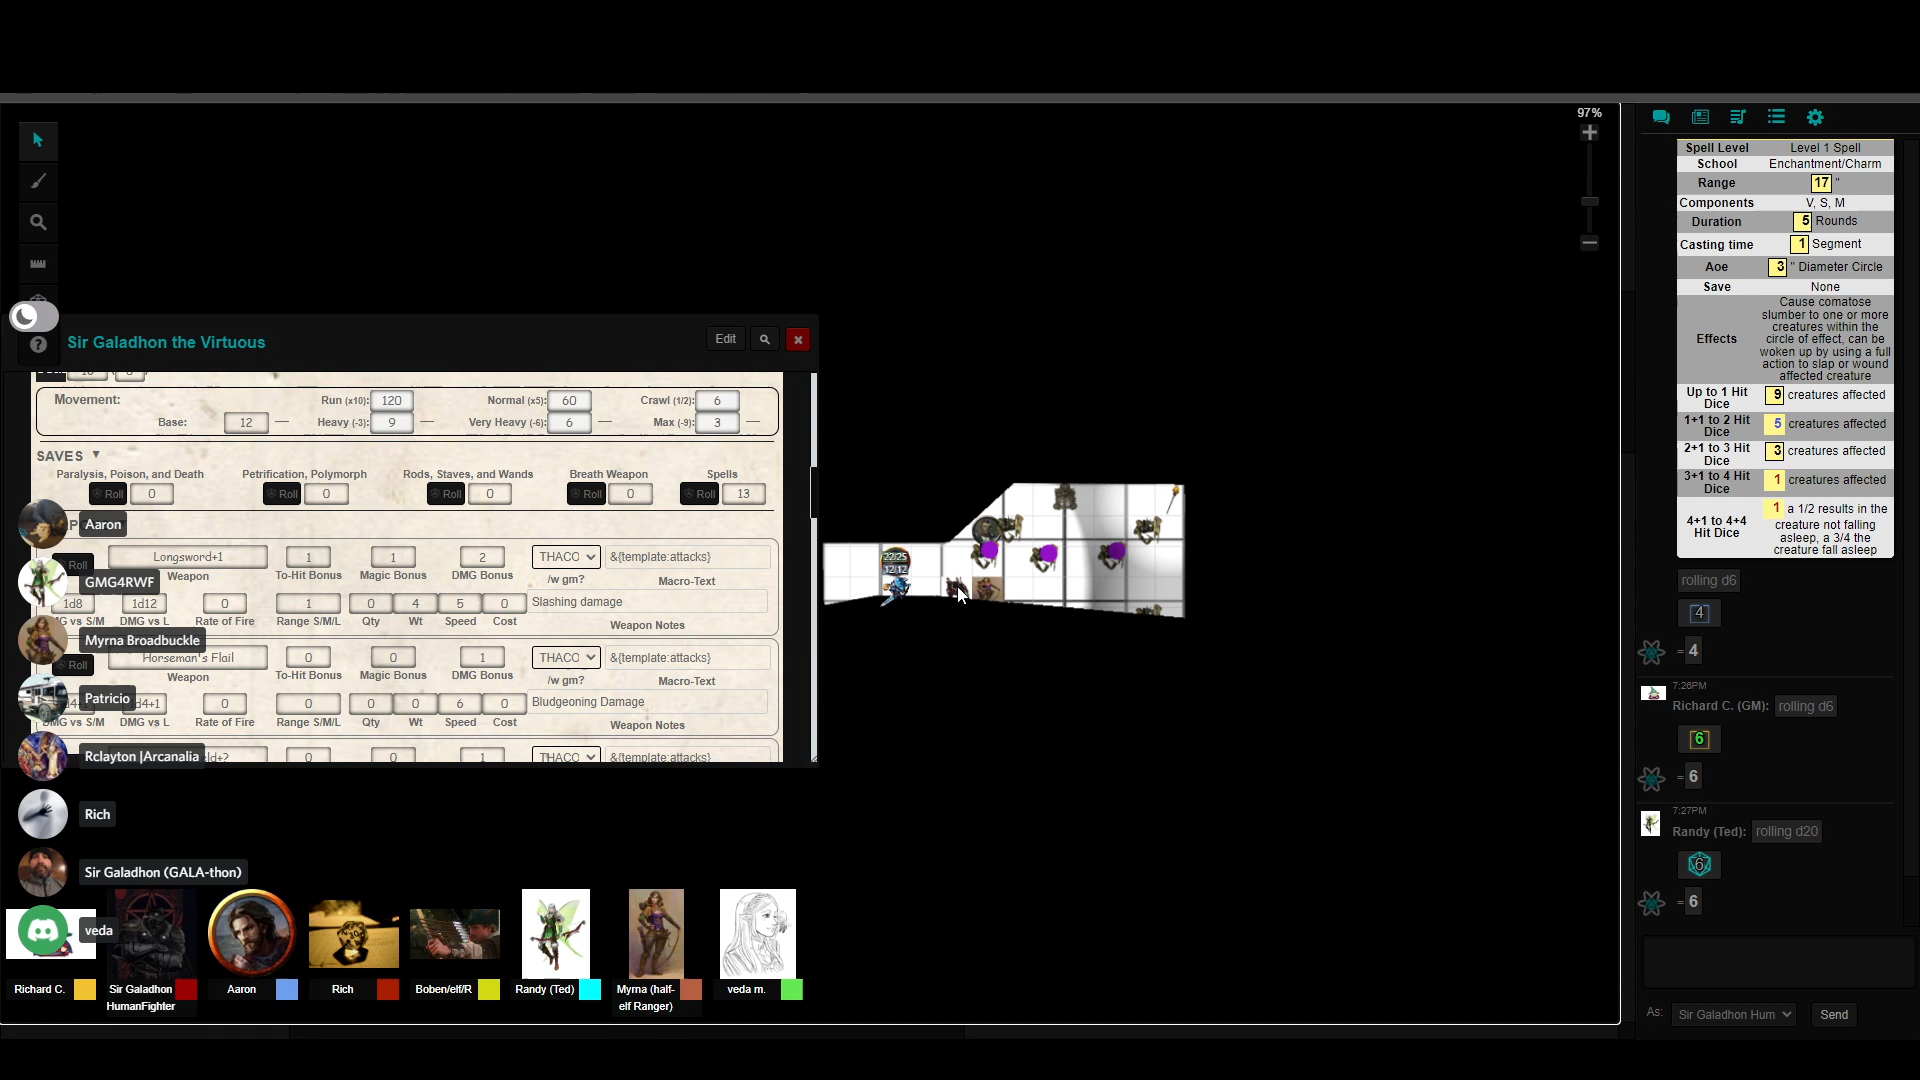 97%
Sir Galadhon the Virtuous
Edit
Movement:
Run (x10): 120
Normal (x5): 60
Crawl (1/2): 6
Base: 12
Heavy (-3): 9
Very Heavy (-6): 6
Max (-9): 3
SAVES ▼
Paralysis, Poison, and Death
Petrification, Polymorph
Rods, Staves, and Wands
Breath Weapon
Spells
Roll 0
Roll 0
Roll 0
Roll 0
Roll 13
Aaron
Roll
Longsword+1
1
1
2
THAC0
&{template:attacks}
Weapon
To-Hit Bonus
Magic Bonus
DMG Bonus
/w gm?
Macro-Text
GMG4RWF
1d8
1d12
0
1
0
4
5
0
Slashing damage
DMG vs L
Rate of Fire
Range S/M/L
Qty
Wt
Speed
Cost
Weapon Notes
Myrna Broadbuckle
Roll
Horseman's Flail
0
0
1
THAC0
&{template:attacks}
Weapon
To-Hit Bonus
Magic Bonus
DMG Bonus
/w gm?
Macro-Text
Patricio
d4+1
0
0
0
0
6
0
Bludgeoning Damage
DMG vs S/M
DMG vs L
Rate of Fire
Range S/M/L
Qty
Wt
Speed
Cost
Weapon Notes
Rclayton |Arcanalia
0
0
1
THAC0
&{template:attacks}
Rich
Sir Galadhon (GALA-thon)
veda
Richard C.
Sir Galadhon
HumanFighter
Aaron
Rich
Boben/elf/R
Randy (Ted)
Myrna (half-
elf Ranger)
veda m.
22/25
12/12
Spell Level Level 1 Spell
School Enchantment/Charm
Range 17 "
Components V, S, M
Duration 5 Rounds
Casting time 1 Segment
Aoe 3 " Diameter Circle
Save None
Effects
Cause comatose
slumber to one or more
creatures within the
circle of effect, can be
woken up by using a full
action to slap or wound
affected creature
Up to 1 Hit
Dice
9 creatures affected
1+1 to 2 Hit
Dice
5 creatures affected
2+1 to 3 Hit
Dice
3 creatures affected
3+1 to 4 Hit
Dice
1 creatures affected
4+1 to 4+4
Hit Dice
1 a 1/2 results in the
creature not falling
asleep, a 3/4 the
creature fall asleep
rolling d6
4
=4
7:26PM
Richard C. (GM): rolling d6
6
=6
7:27PM
Randy (Ted): rolling d20
6
=6
As:
Sir Galadhon Hum
Send